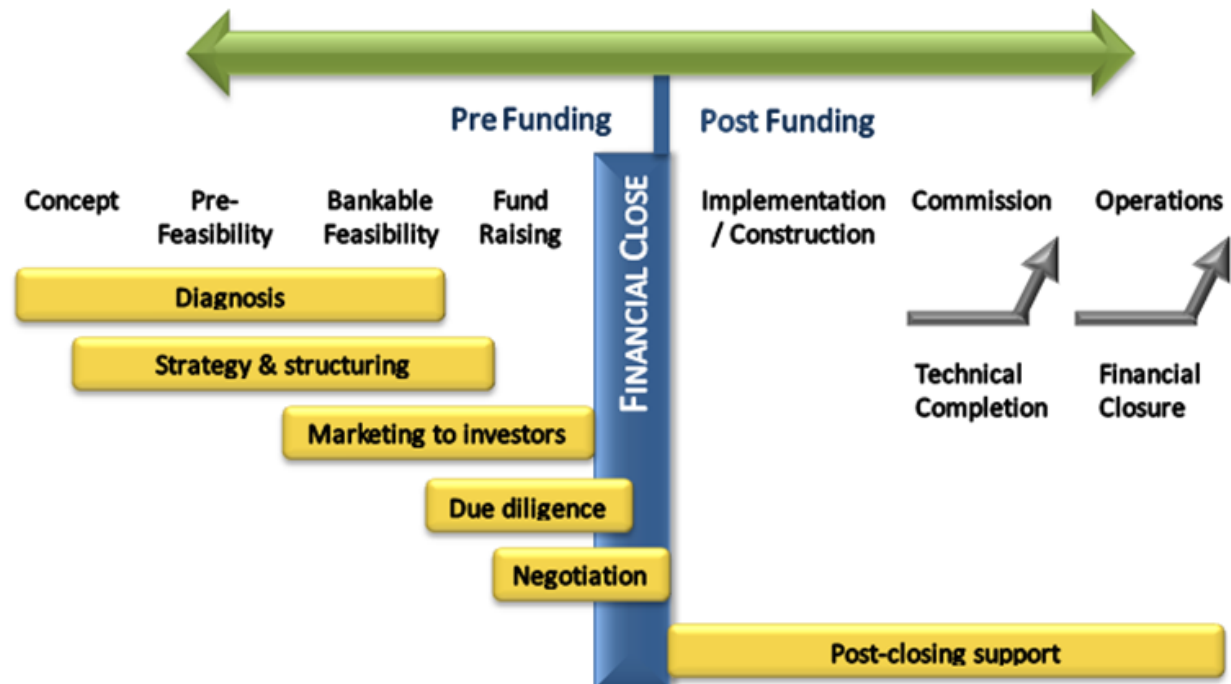 Pre Funding
Post Funding
Concept
Pre-
Feasibility
Bankable
Feasibility
Fund
Raising
FINANCIAL CLOSE
Implementation
/ Construction
Commission
Operations
Diagnosis
Strategy & structuring
Technical
Completion
Financial
Closure
Marketing to investors
Due diligence
Negotiation
Post-closing support